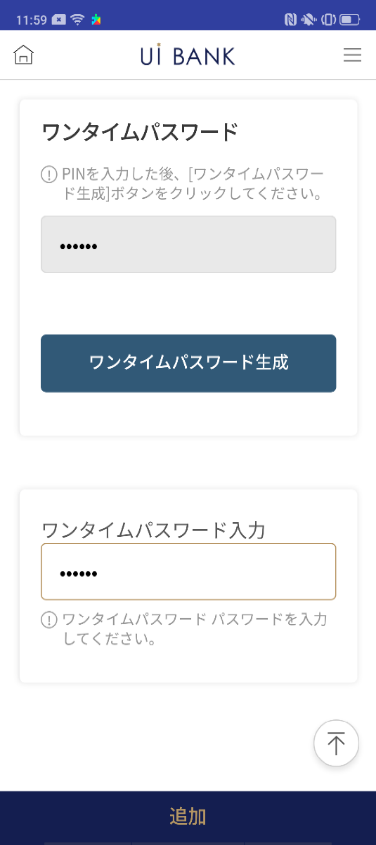 11:59
UI BANK
ワンタイムパスワード
PINを入力した後、[ワンタイムパスワー
ド生成]ボタンをクリックしてください。
••••••
ワンタイムパスワード生成
ワンタイムパスワード入力
••••••
ワンタイムパスワード パスワードを入力
してください。
追加